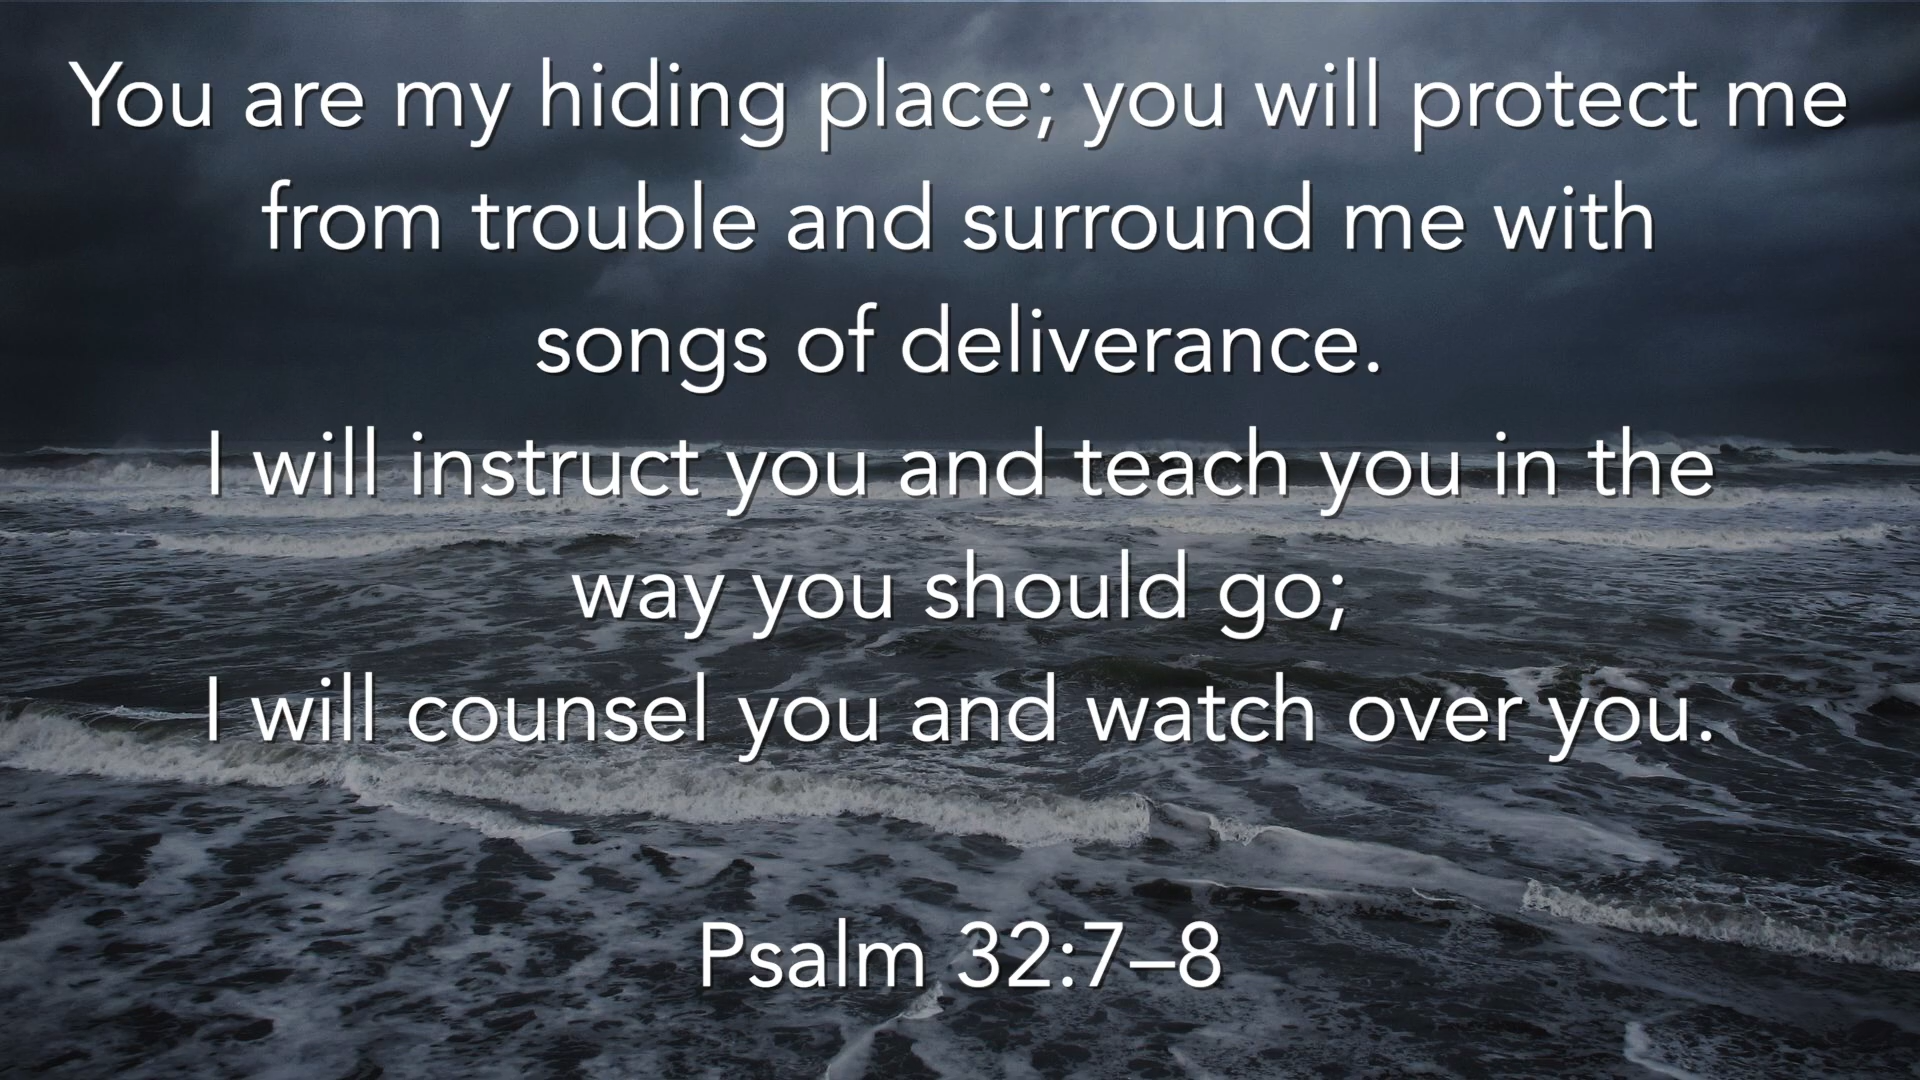 You are my hiding place; you will protect me
from trouble and surround me with
songs of deliverance.
I will instruct you and teach you in the
way you should go;
I will counsel you and watch over you.
Psalm 32:7–8